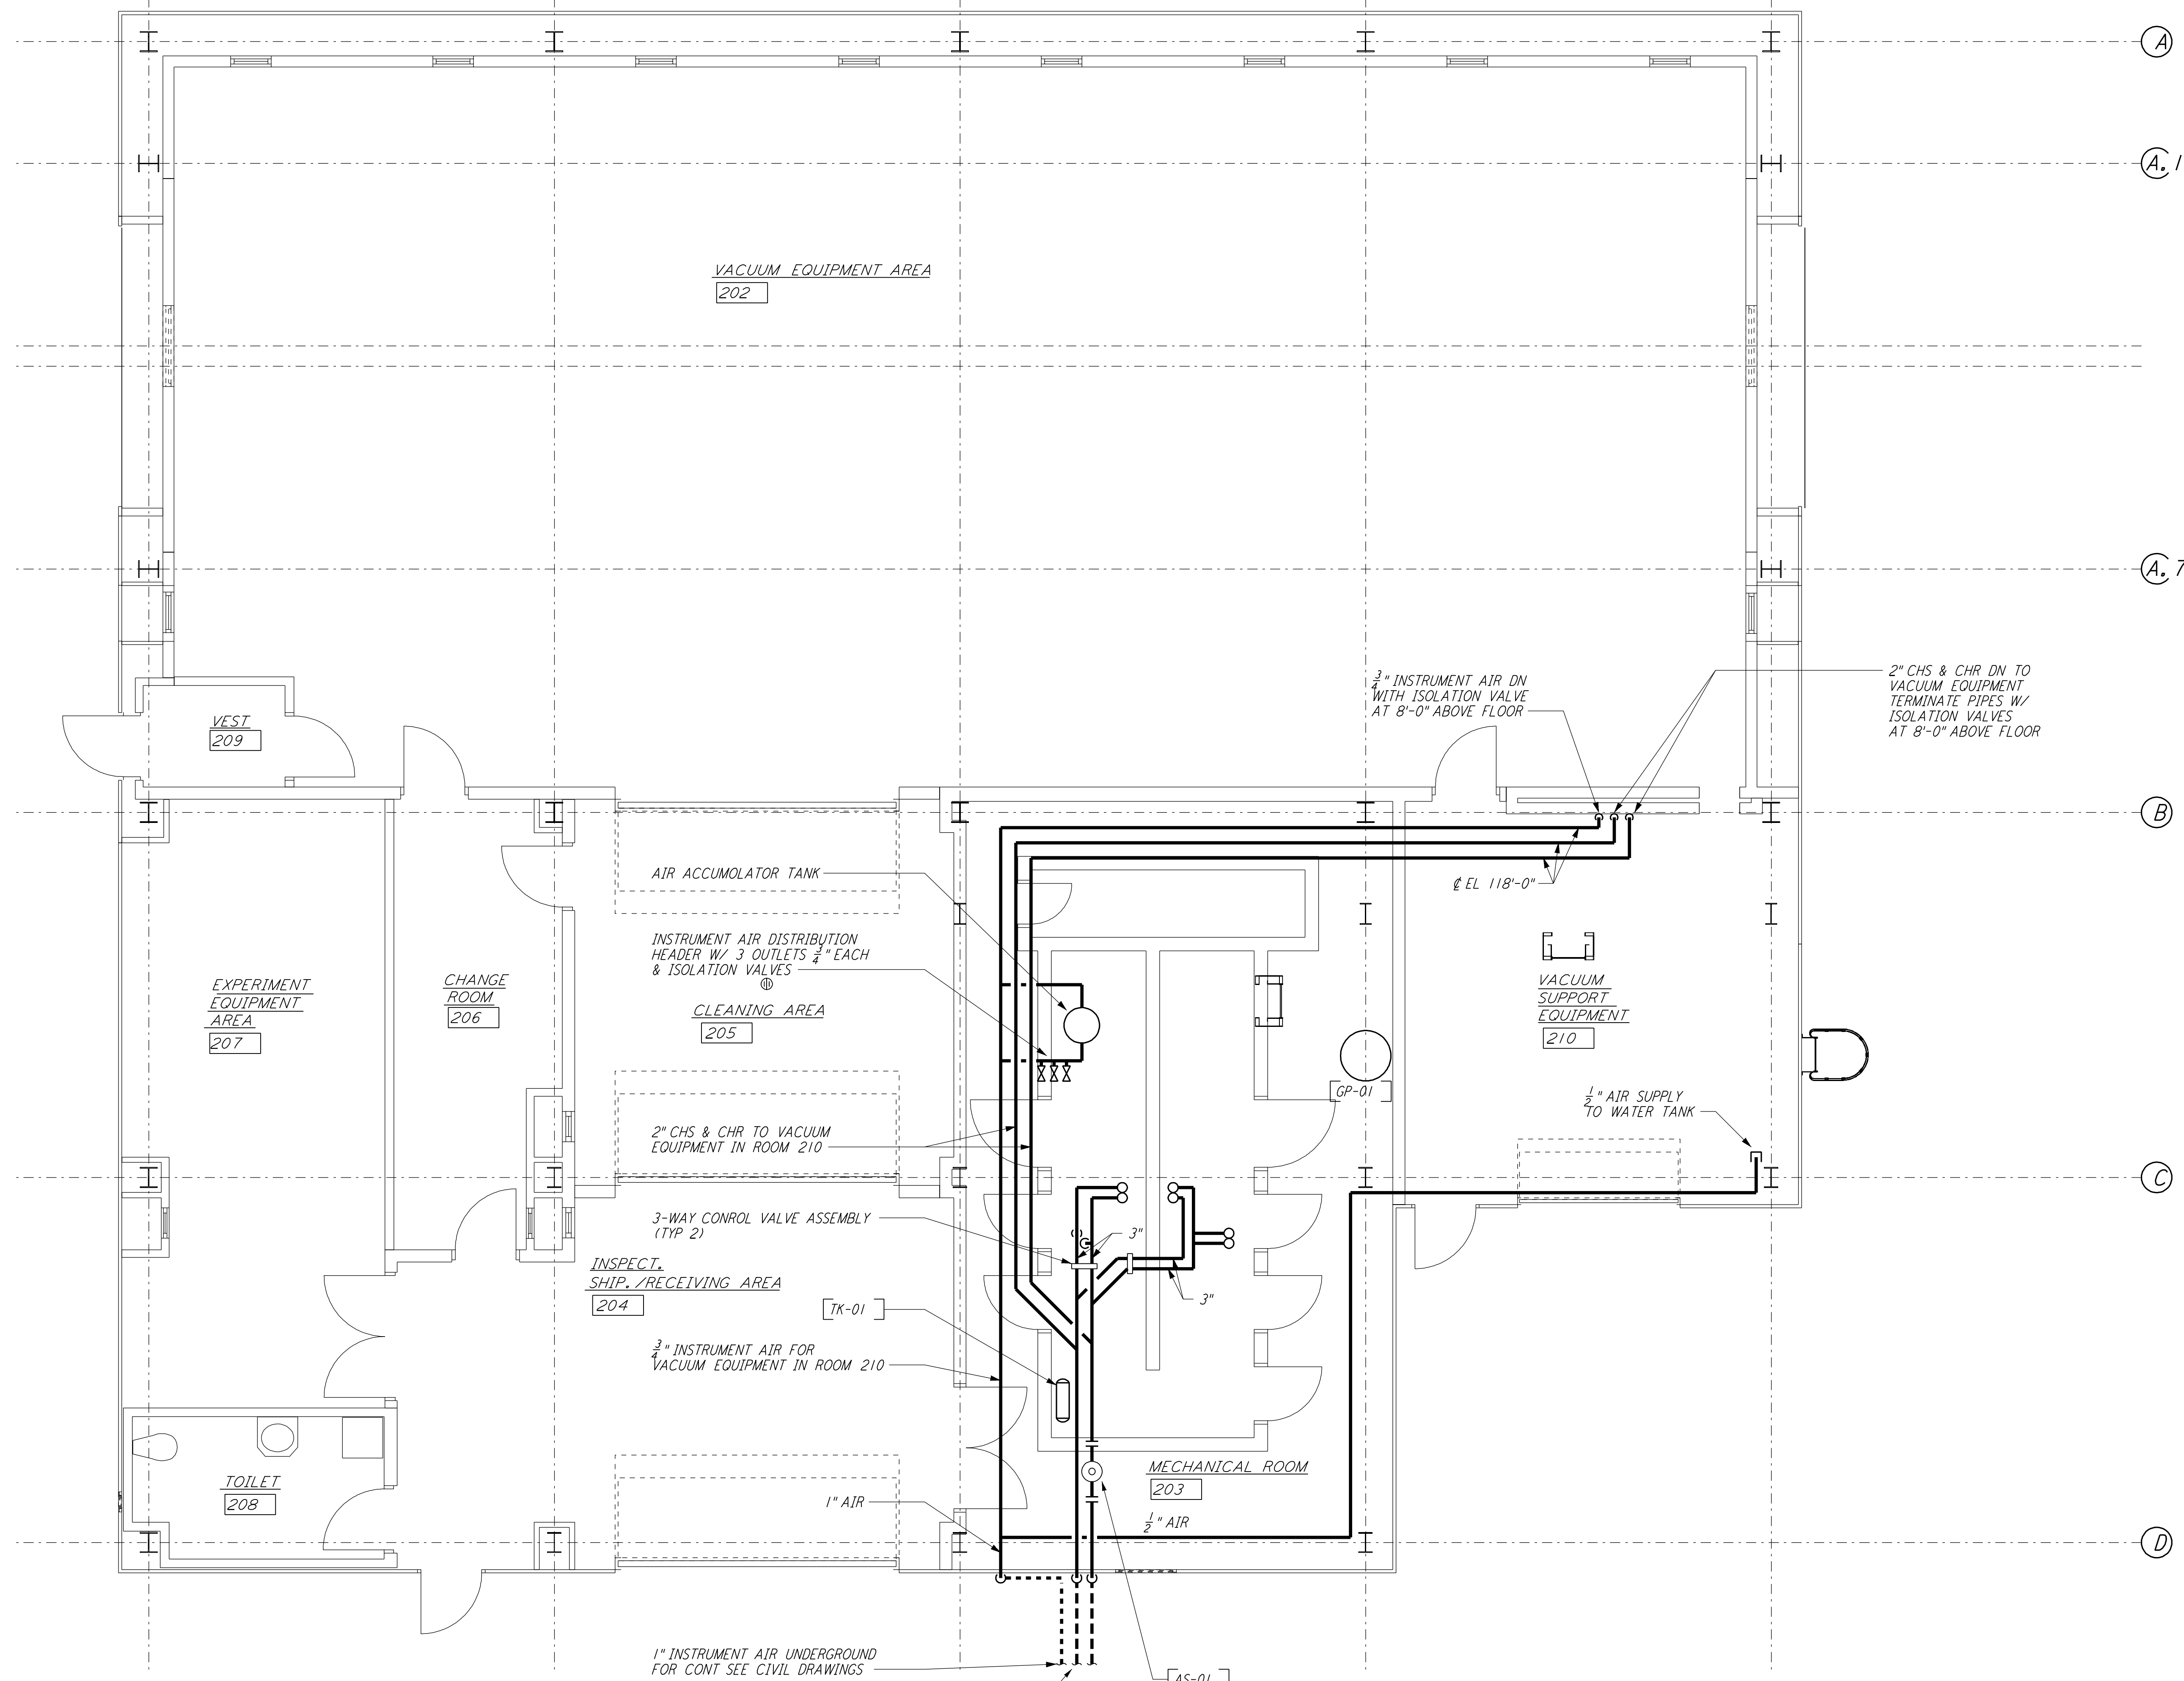 A
A.1
VACUUM EQUIPMENT AREA
202
A.7
3/4" INSTRUMENT AIR DN
WITH ISOLATION VALVE
AT 8'-0" ABOVE FLOOR
2" CHS & CHR DN TO
VACUUM EQUIPMENT
TERMINATE PIPES W/
ISOLATION VALVES
AT 8'-0" ABOVE FLOOR
VEST
209
B
AIR ACCUMOLATOR TANK
℄ EL 118'-0"
INSTRUMENT AIR DISTRIBUTION
HEADER W/ 3 OUTLETS 3/4" EACH
& ISOLATION VALVES
EXPERIMENT
EQUIPMENT
AREA
207
CHANGE
ROOM
206
CLEANING AREA
205
VACUUM
SUPPORT
EQUIPMENT
210
GP-01
1/2" AIR SUPPLY
TO WATER TANK
2" CHS & CHR TO VACUUM
EQUIPMENT IN ROOM 210
C
3-WAY CONROL VALVE ASSEMBLY
(TYP 2)
3"
INSPECT.
SHIP./RECEIVING AREA
204
TK-01
3"
3/4" INSTRUMENT AIR FOR
VACUUM EQUIPMENT IN ROOM 210
TOILET
208
MECHANICAL ROOM
203
1" AIR
1/2" AIR
D
1" INSTRUMENT AIR UNDERGROUND
FOR CONT SEE CIVIL DRAWINGS
AS-01